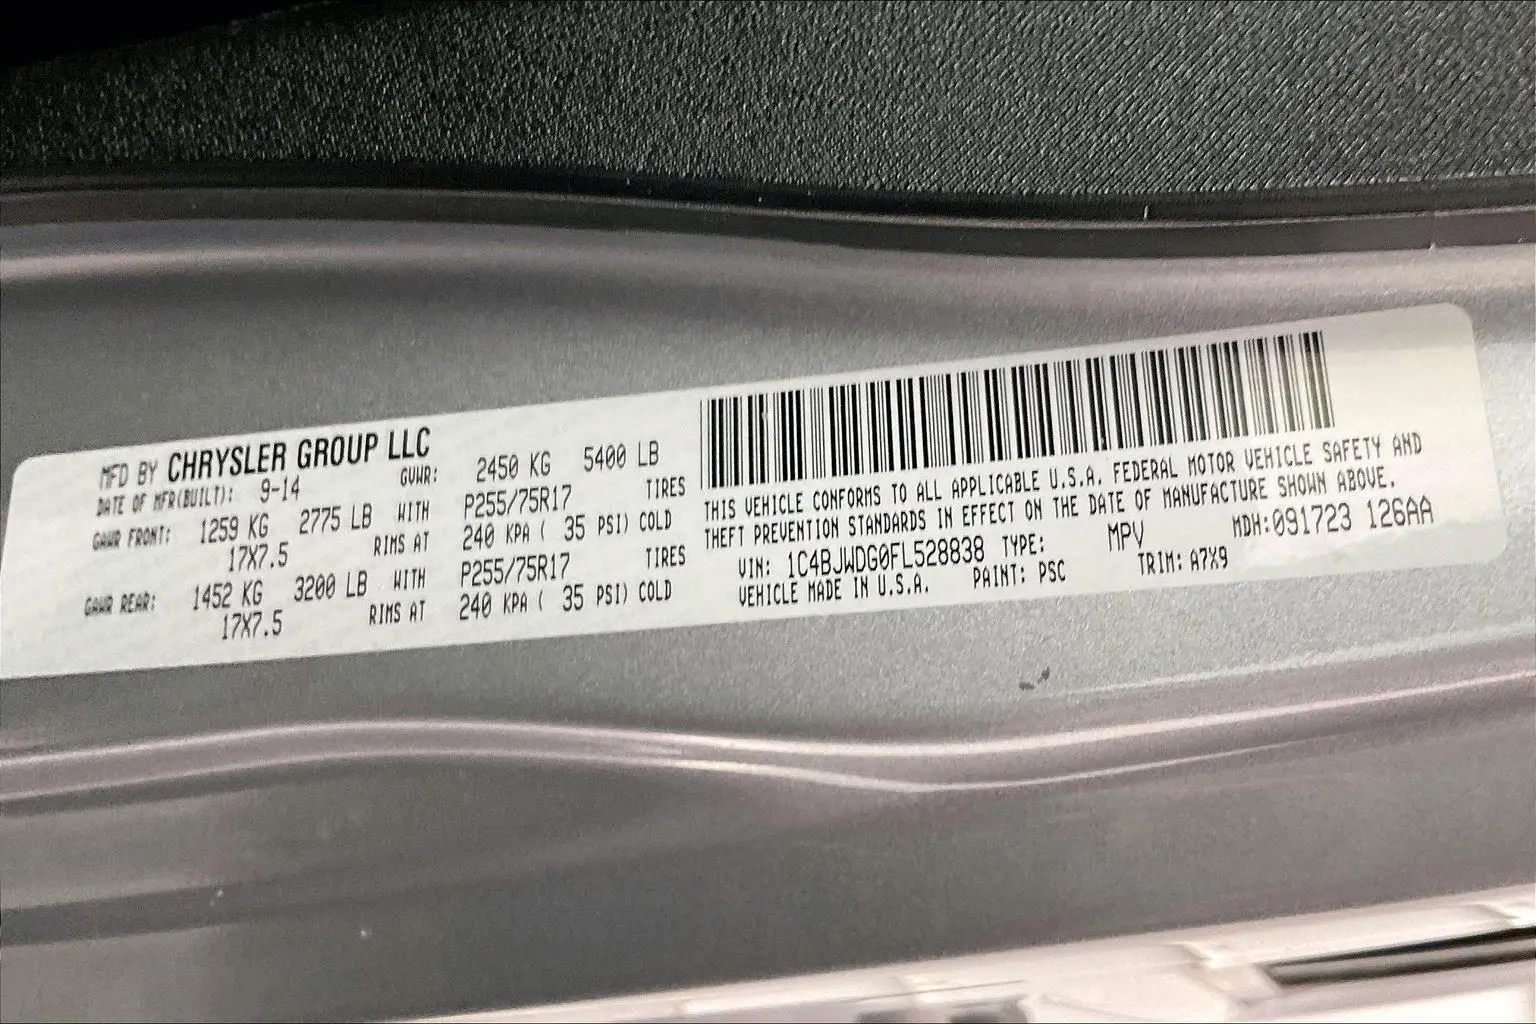 MFD BY CHRYSLER GROUP LLC
DATE OF MFR(BUILT): 9-14 GVWR: 2450 KG 5400 LB
GAWR FRONT: 1259 KG 2775 LB WITH P255/75R17 TIRES
17X7.5 RIMS AT 240 KPA ( 35 PSI) COLD
GAWR REAR: 1452 KG 3200 LB WITH P255/75R17 TIRES
17X7.5 RIMS AT 240 KPA ( 35 PSI) COLD
THIS VEHICLE CONFORMS TO ALL APPLICABLE U.S.A. FEDERAL MOTOR VEHICLE SAFETY AND
THEFT PREVENTION STANDARDS IN EFFECT ON THE DATE OF MANUFACTURE SHOWN ABOVE.
VIN: 1C4BJWDG0FL528838 TYPE: MPV MDH:091723 126AA
VEHICLE MADE IN U.S.A. PAINT: PSC TRIM: A7X9